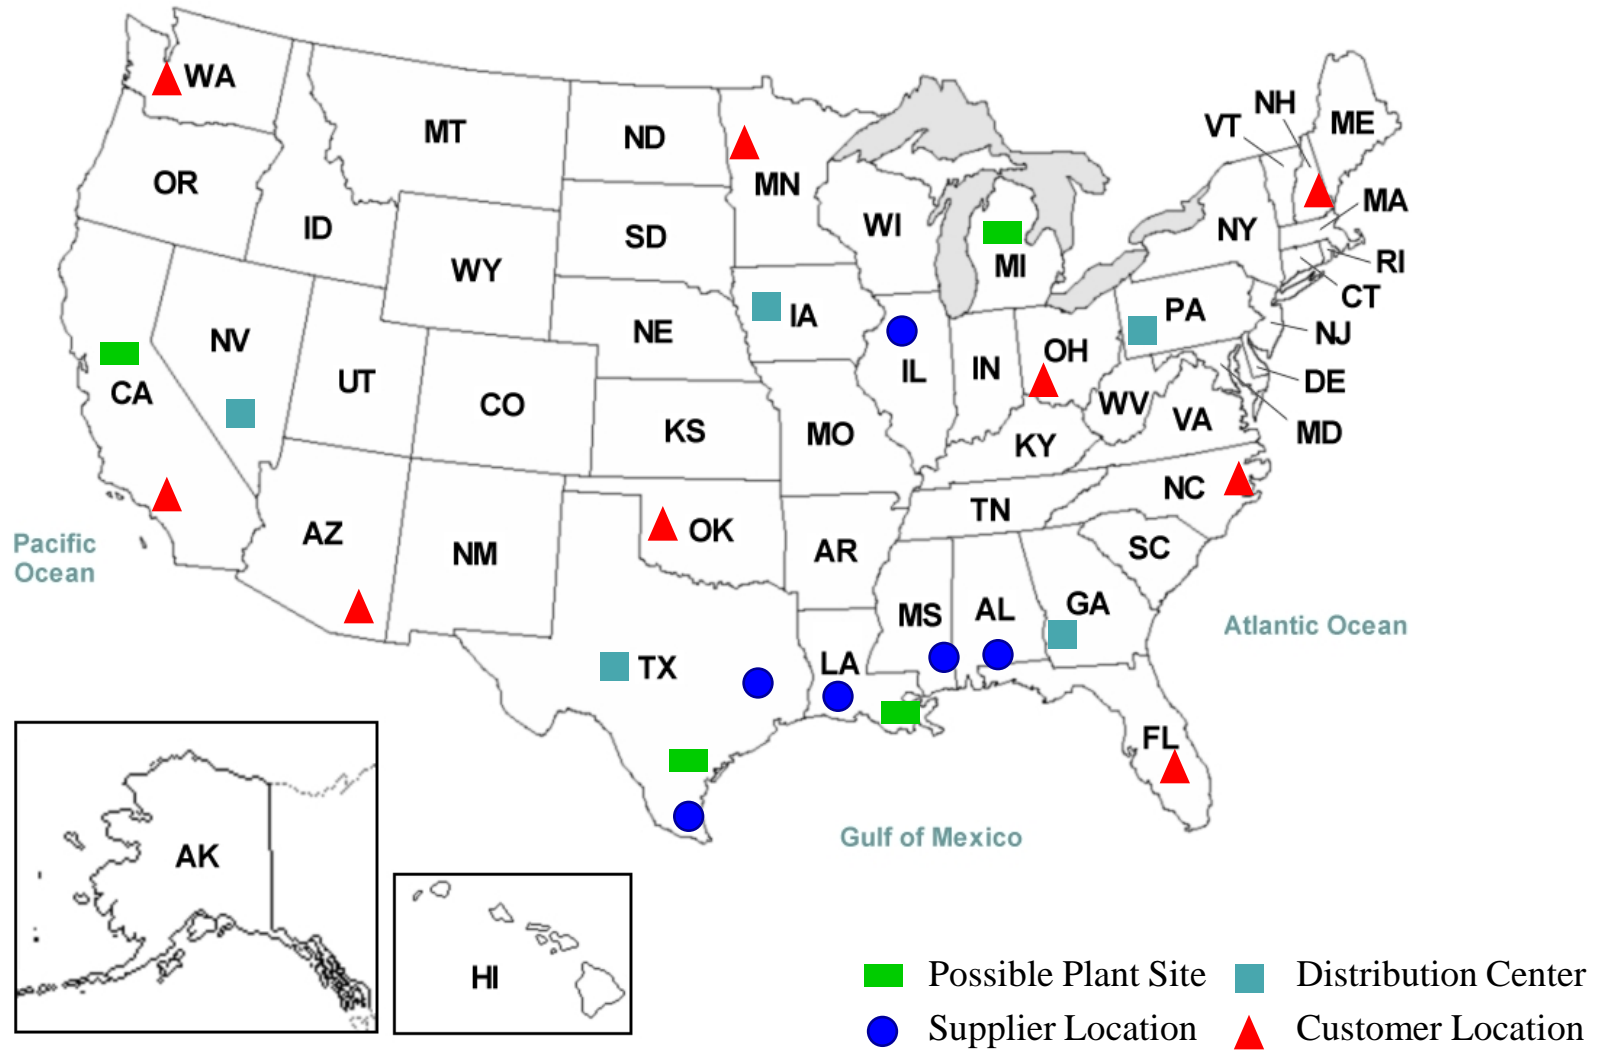 NH
ME
VT
WA
MT
ND
MN
OR
MA
ID
SD
WI
NY
WY
MI
RI
CT
PA
IA
NE
NV
NJ
OH
IL
IN
UT
DE
CA
CO
WV
VA
KS
MO
MD
KY
NC
TN
AZ
OK
NM
AR
SC
Pacific
Ocean
MS
AL
GA
Atlantic Ocean
TX
LA
FL
Gulf of Mexico
AK
HI
Possible Plant Site
Distribution Center
Supplier Location
Customer Location